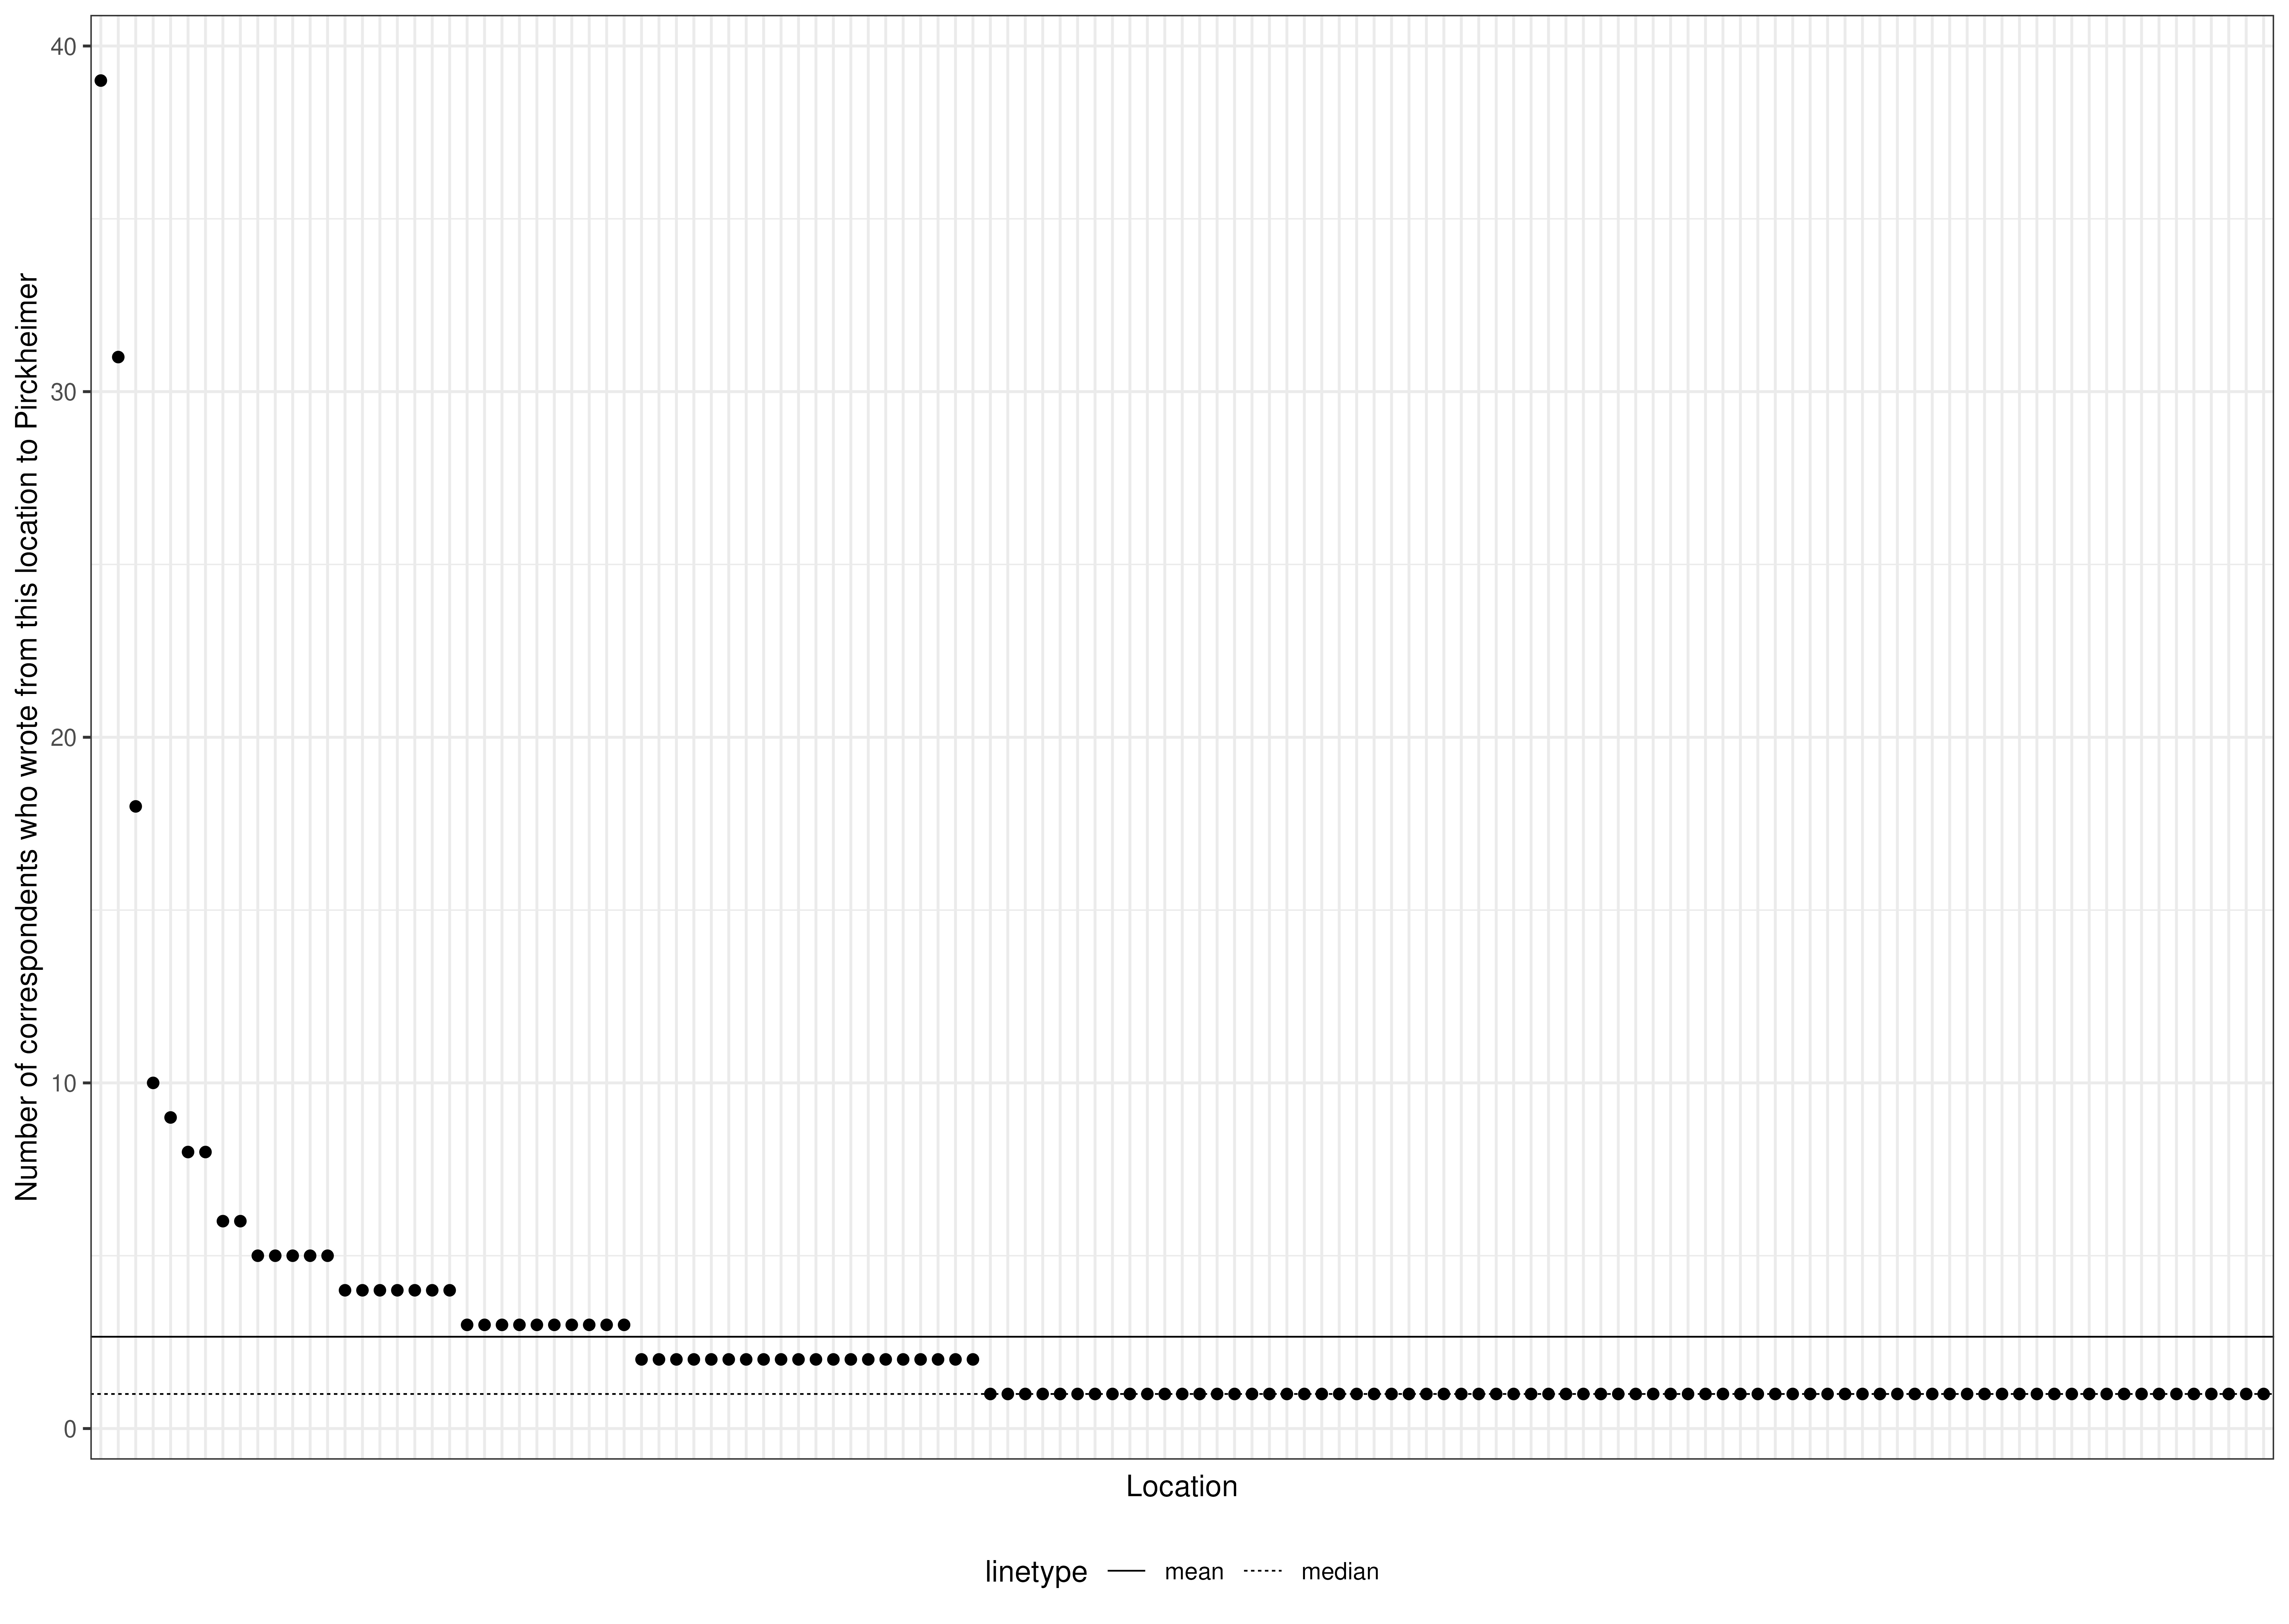 Number of correspondents who wrote from this location to Pirckheimer
40
30
20
10
0
Location
linetype mean median